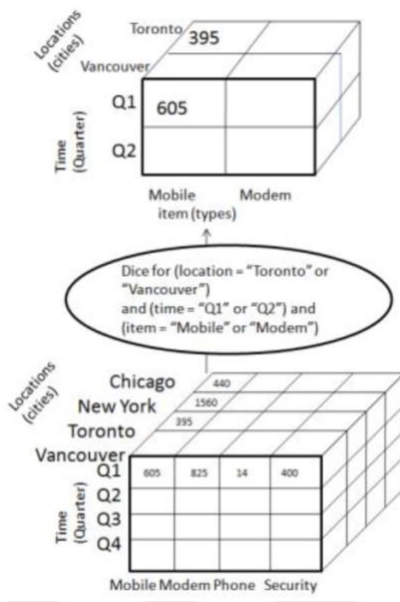 Locations
(cities)
Toronto
395
Vancouver
Time
(Quarter)
Q1
605
Q2
Mobile Modem
item (types)
Dice for (location = "Toronto" or
"Vancouver")
and (time = "Q1" or "Q2") and
(item = "Mobile" or "Modem")
Locations
(cities)
Chicago 440
New York 1560
Toronto 395
Vancouver
Time
(Quarter)
Q1 605 825 14 400
Q2
Q3
Q4
Mobile Modem Phone Security